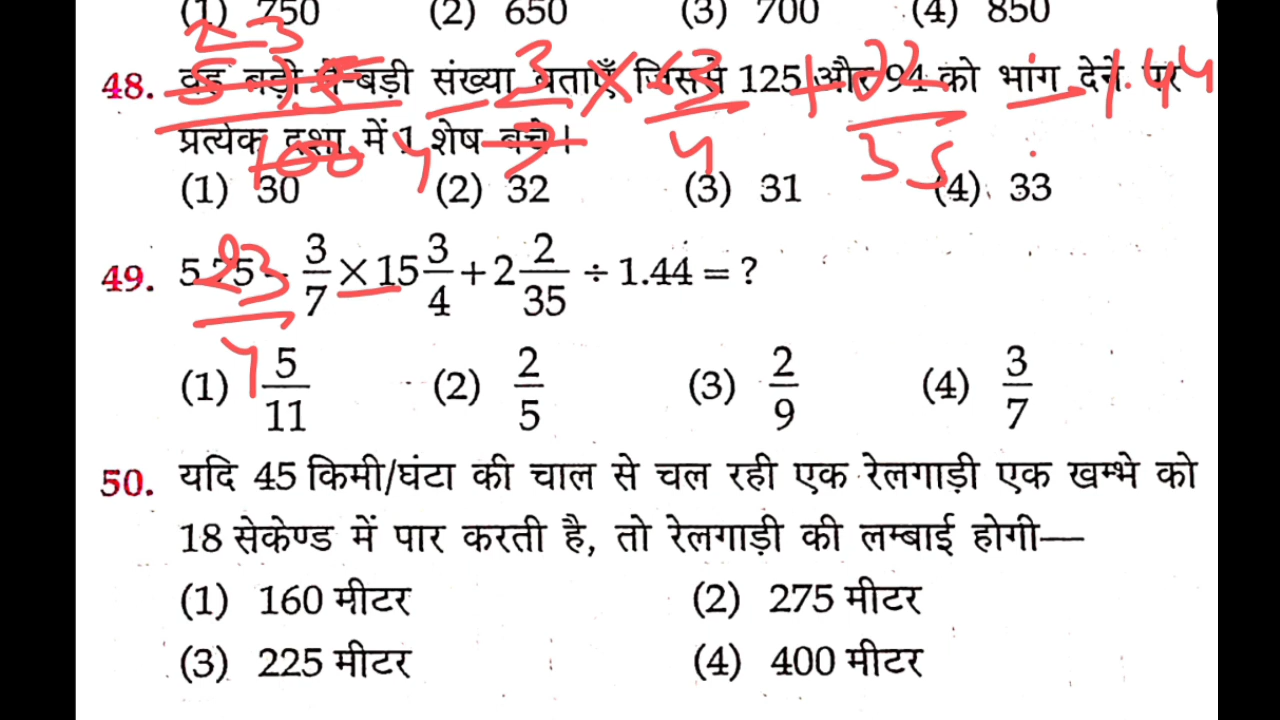 (1) 750 (2) 650 (3) 700 (4) 850
48. वह बड़ी से बड़ी संख्या बताएँ जिससे 125 और 94 को भांग देने पर
प्रत्येक दशा में 1 शेष बचे।
(1) 30 (2) 32 (3) 31 (4) 33
49. 5.75 - 3/7 × 15 3/4 + 2 2/35 ÷ 1.44 = ?
(1) 5/11 (2) 2/5 (3) 2/9 (4) 3/7
50. यदि 45 किमी/घंटा की चाल से चल रही एक रेलगाड़ी एक खम्भे को
18 सेकेण्ड में पार करती है, तो रेलगाड़ी की लम्बाई होगी—
(1) 160 मीटर (2) 275 मीटर
(3) 225 मीटर (4) 400 मीटर